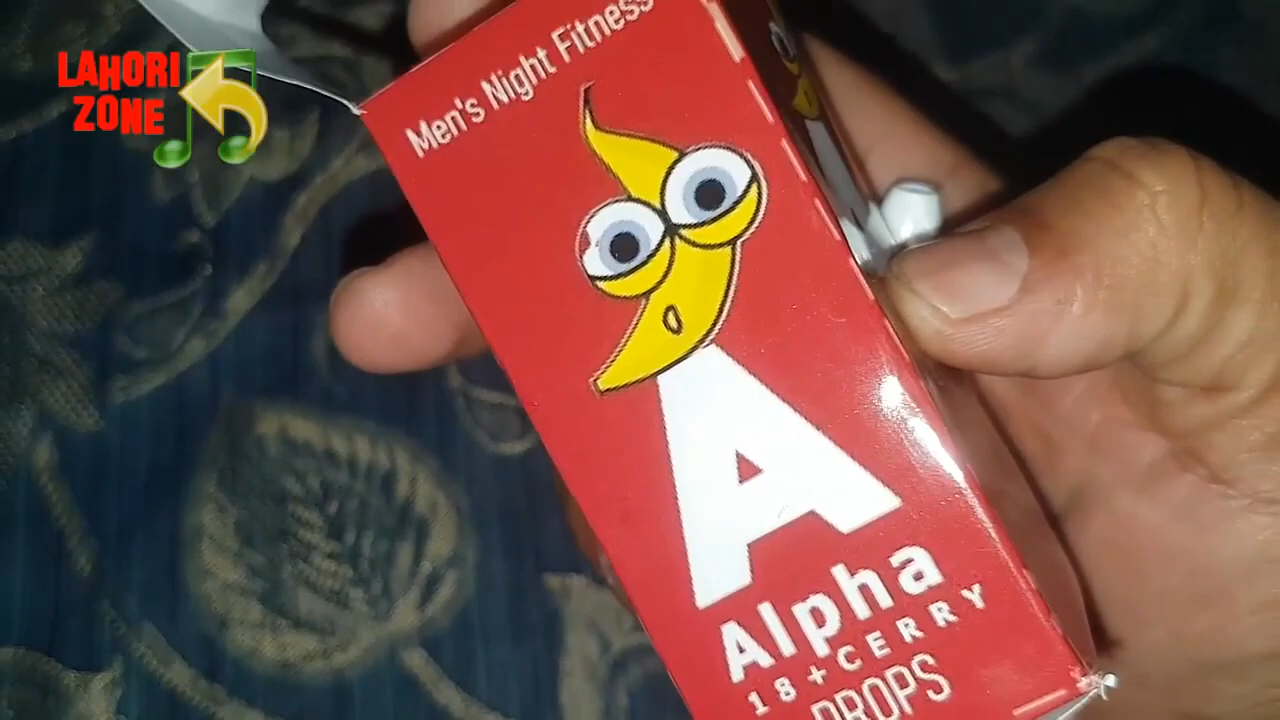 LAHORI
ZONE
Men's Night Fitness
A
Alpha
18+CERRY
DROPS